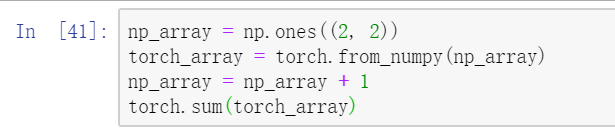 In [41]: np_array = np.ones((2, 2))
torch_array = torch.from_numpy(np_array)
np_array = np_array + 1
torch.sum(torch_array)